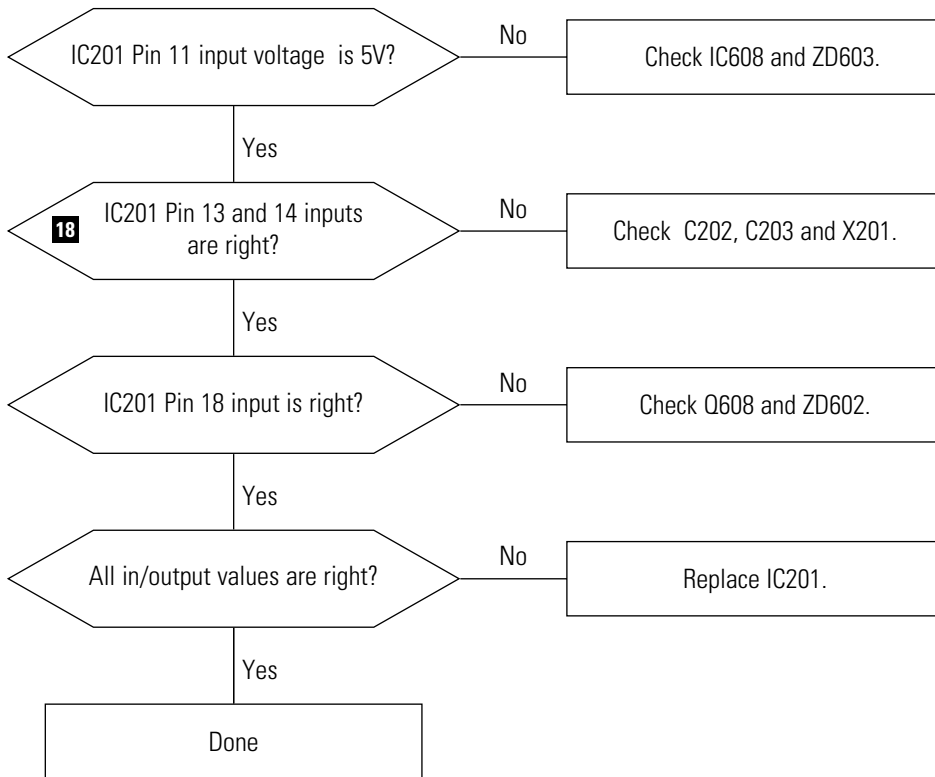 IC201 Pin 11 input voltage is 5V?
No
Check IC608 and ZD603.
Yes
18
IC201 Pin 13 and 14 inputs
are right?
No
Check C202, C203 and X201.
Yes
IC201 Pin 18 input is right?
No
Check Q608 and ZD602.
Yes
All in/output values are right?
No
Replace IC201.
Yes
Done